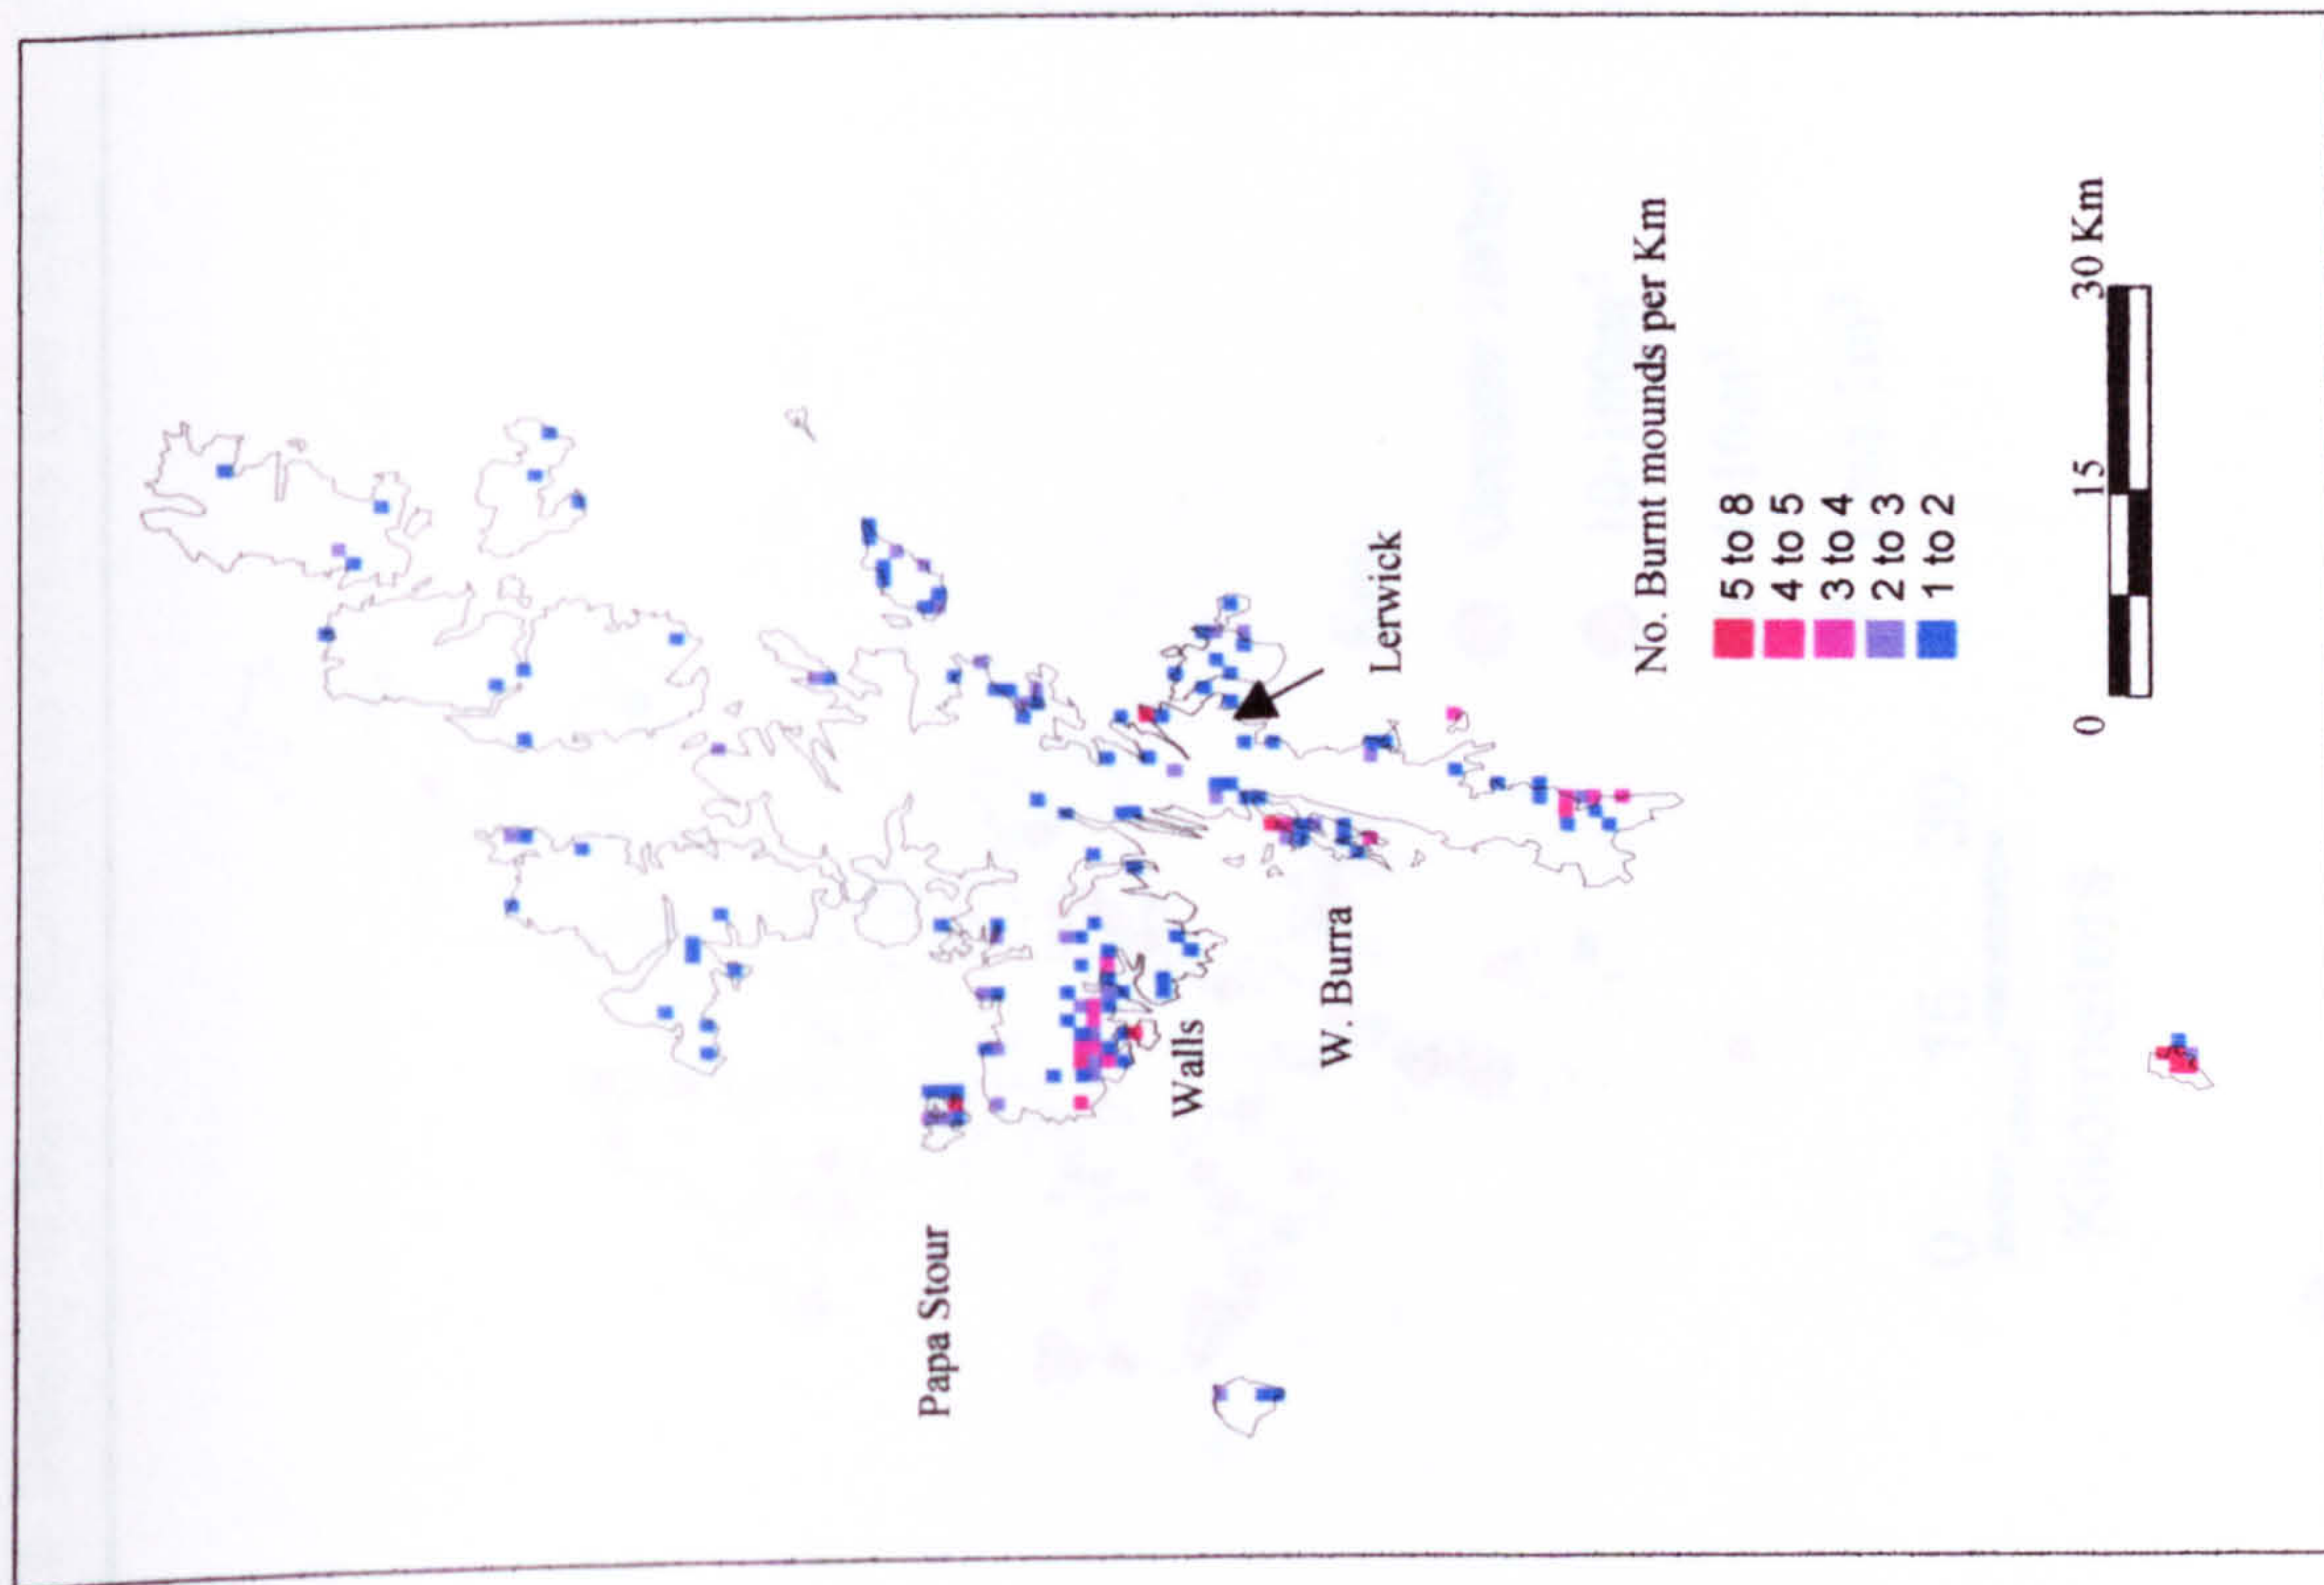 Papa Stour
Walls
W. Burra
Lerwick
No. Burnt mounds per Km
5 to 8
4 to 5
3 to 4
2 to 3
1 to 2
0 15 30 Km